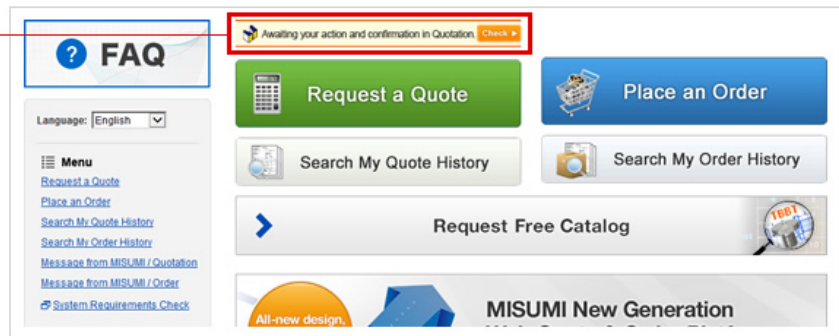 FAQ
Language: English
Menu
Request a Quote
Place an Order
Search My Quote History
Search My Order History
Message from MISUMI / Quotation
Message from MISUMI / Order
System Requirements Check
Awaiting your action and confirmation in Quotation. Check
Request a Quote
Place an Order
Search My Quote History
Search My Order History
Request Free Catalog
TBBT
All-new design,
MISUMI New Generation